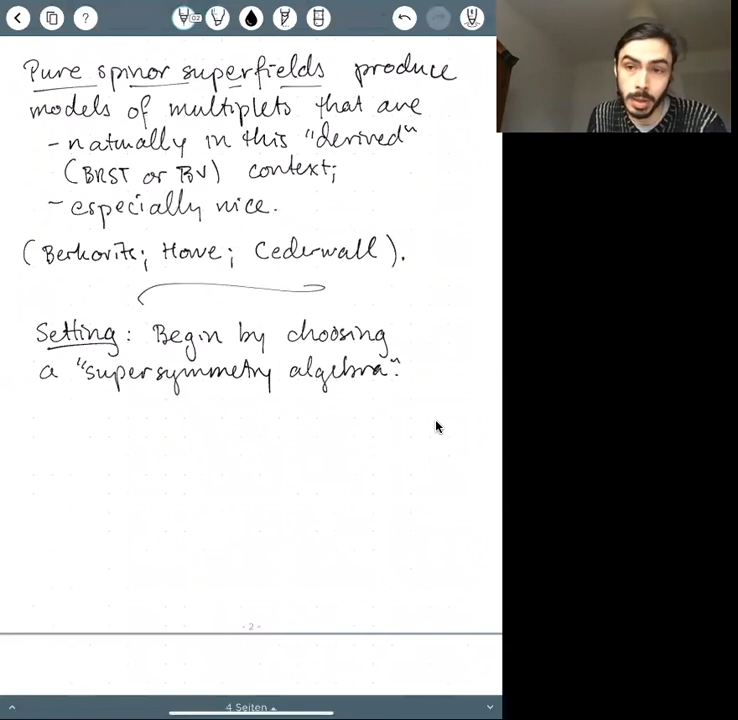 Pure spinor superfields produce
models of multiplets that are
- naturally in this "derived"
(BRST or BV) context;
- especially nice.
(Berkovits; Howe; Cederwall).
Setting: Begin by choosing
a "supersymmetry algebra":
- 2 -
4 Seiten